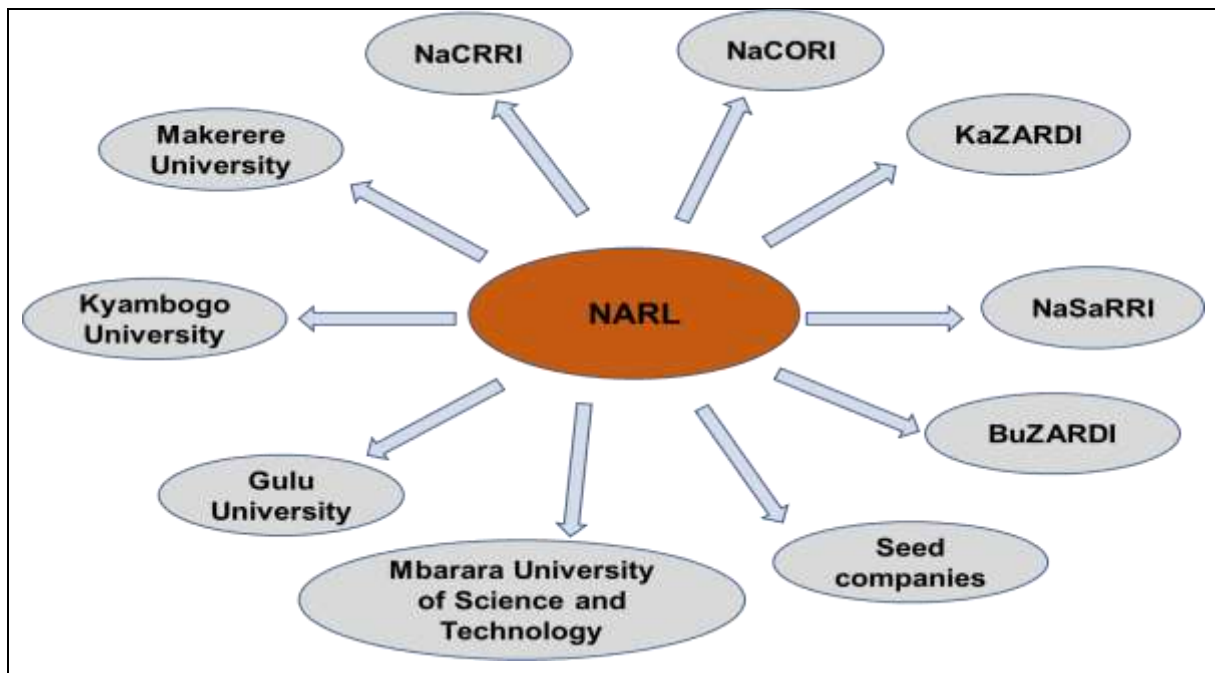 NaCRRI
NaCORI
Makerere
University
KaZARDI
Kyambogo
University
NARL
NaSaRRI
BuZARDI
Gulu
University
Seed
companies
Mbarara University
of Science and
Technology